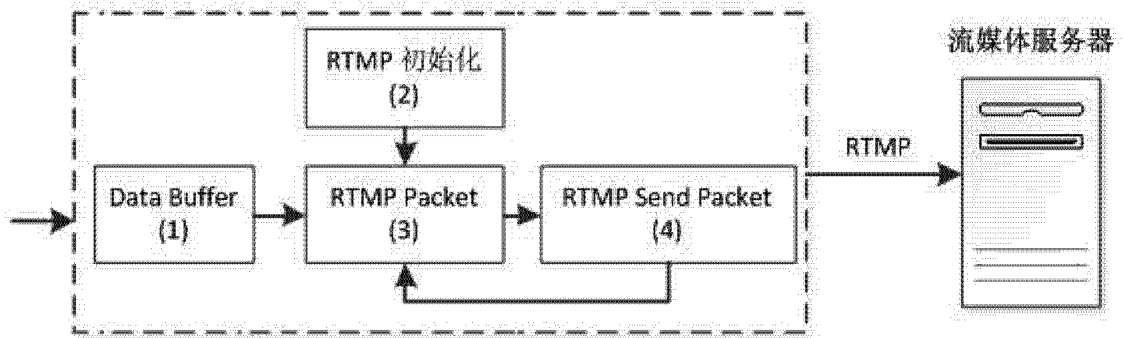 RTMP 初始化
(2)
流媒体服务器
Data Buffer
(1)
RTMP Packet
(3)
RTMP Send Packet
(4)
RTMP